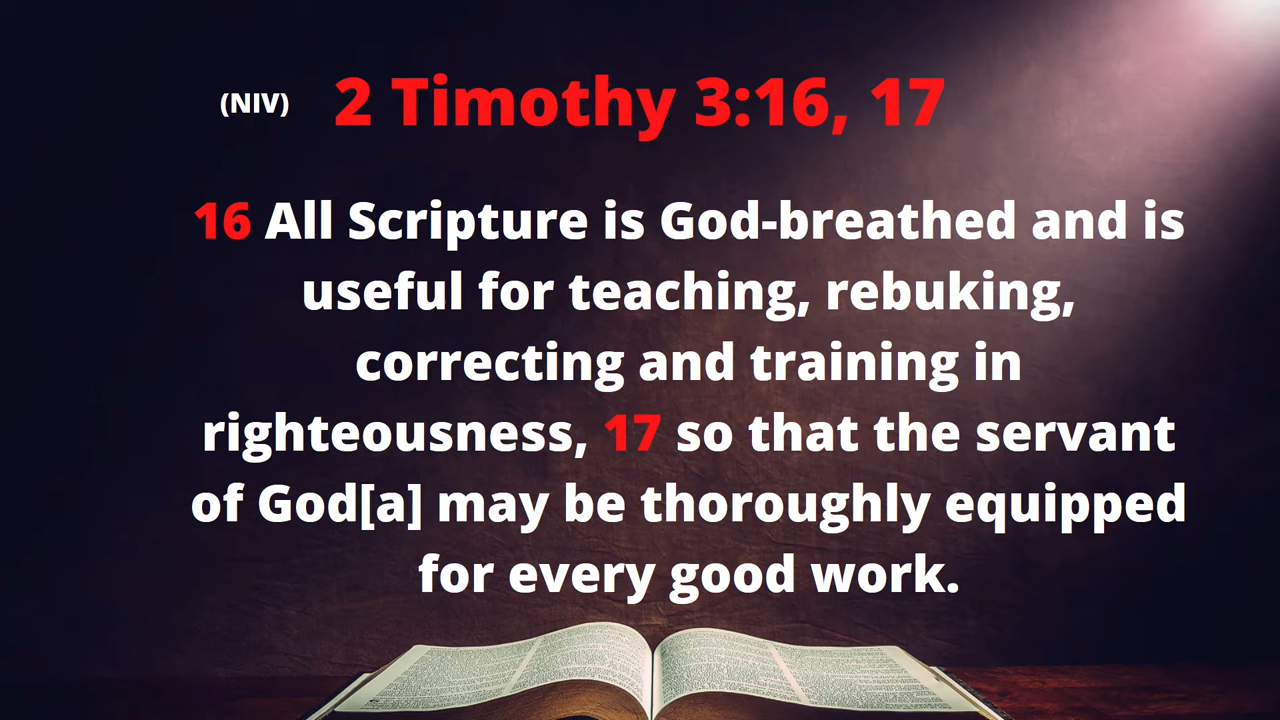 (NIV) 2 Timothy 3:16, 17
16 All Scripture is God-breathed and is
useful for teaching, rebuking,
correcting and training in
righteousness, 17 so that the servant
of God[a] may be thoroughly equipped
for every good work.